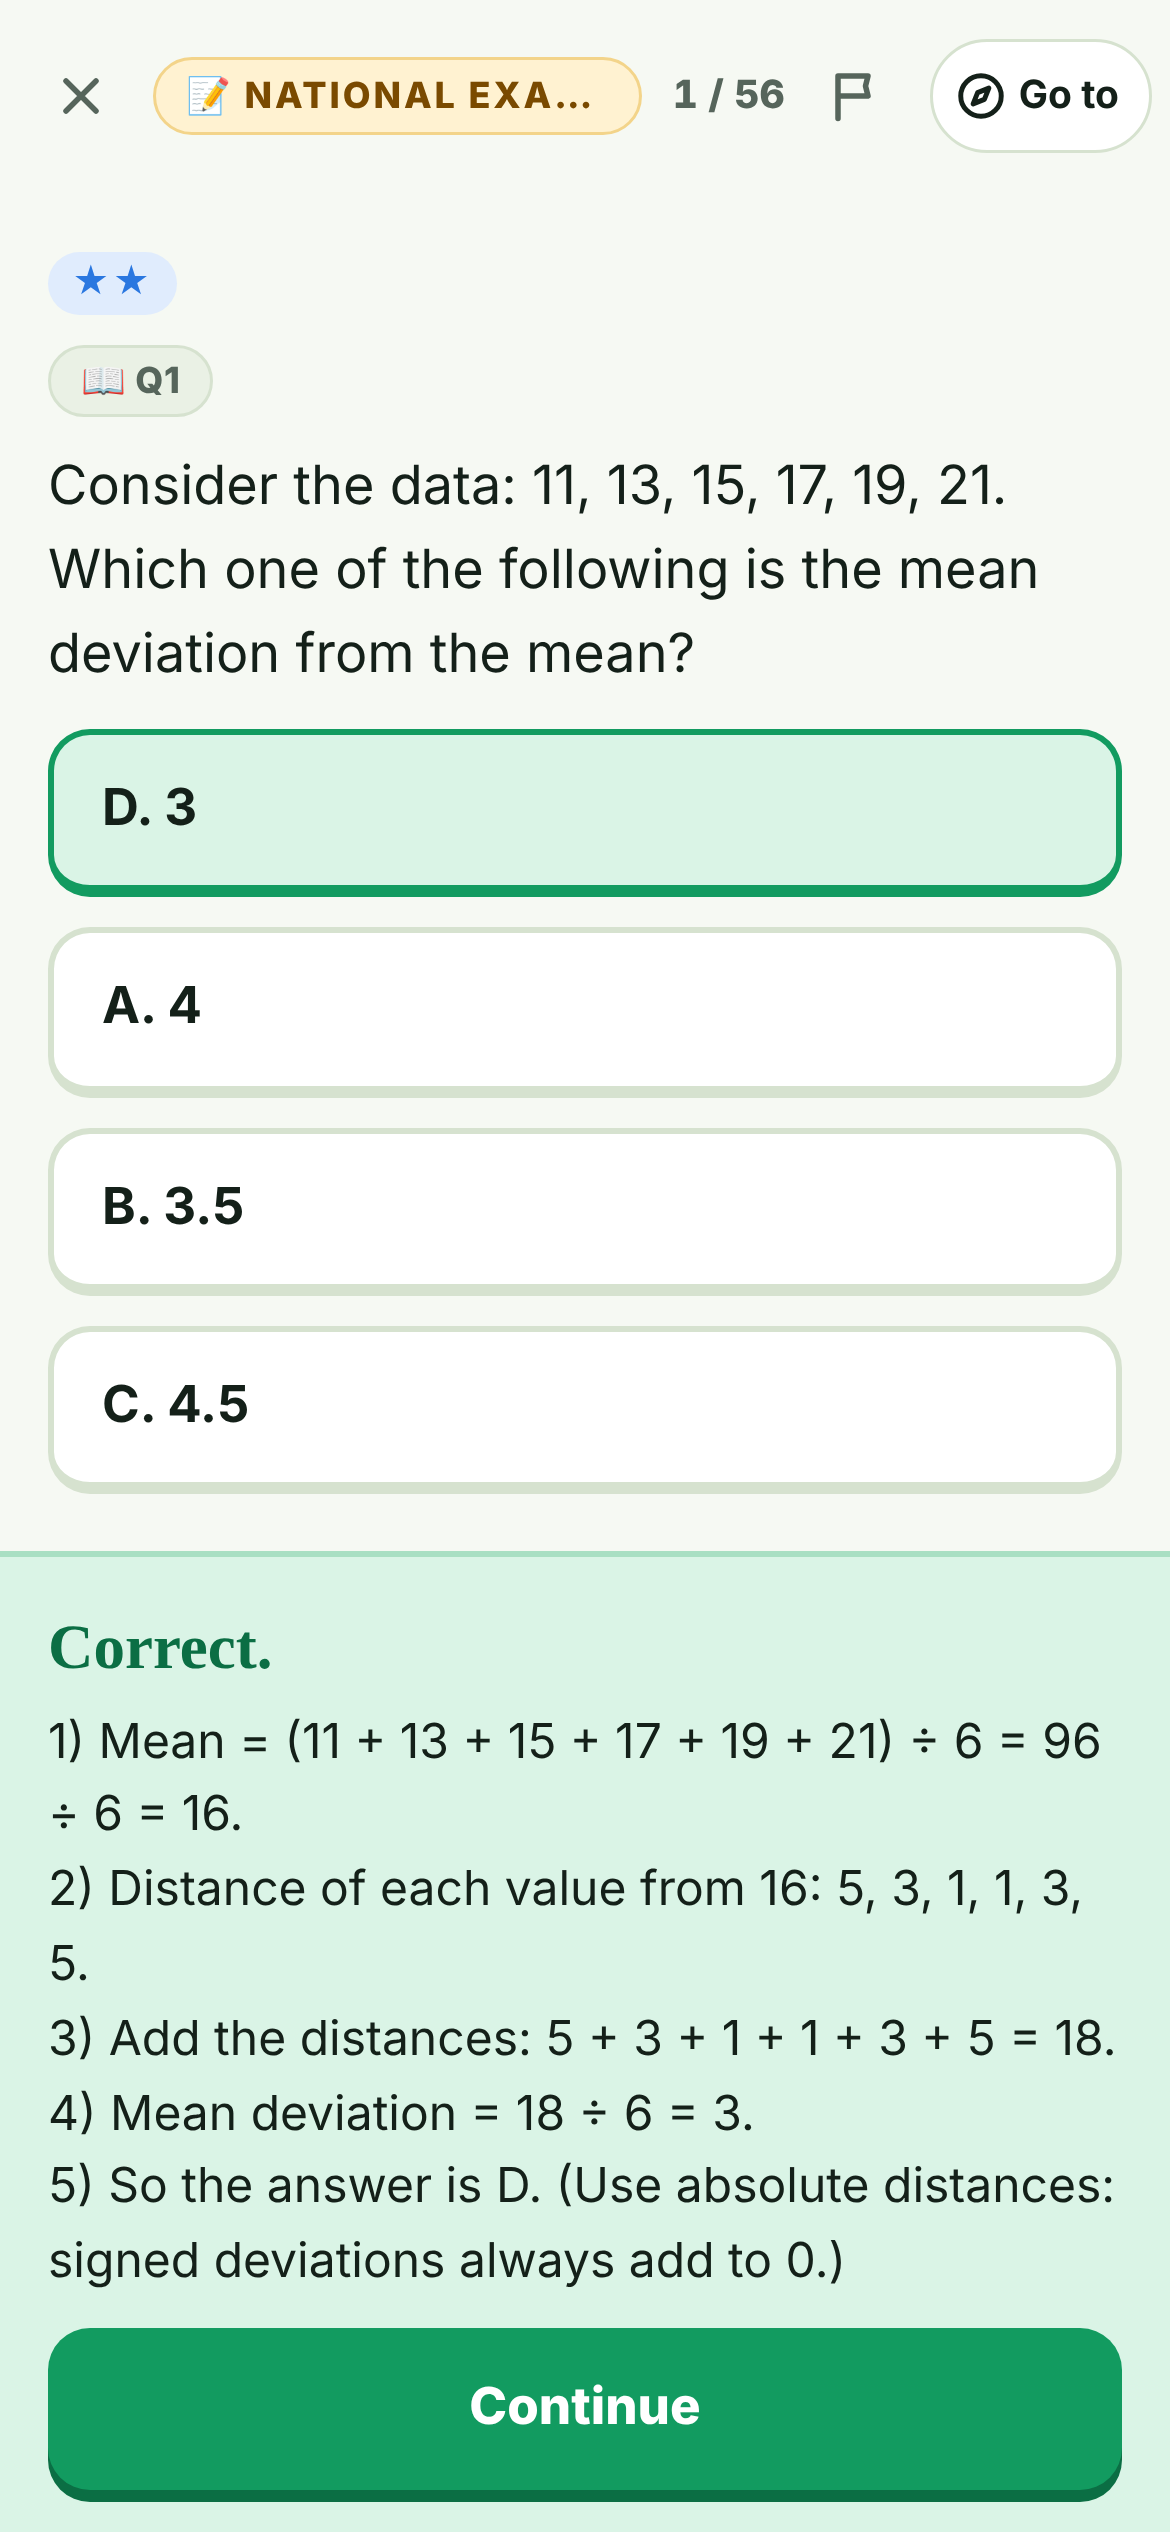 📝 NATIONAL EXA... 1 / 56 Go to
★★
📖 Q1
Consider the data: 11, 13, 15, 17, 19, 21.
Which one of the following is the mean
deviation from the mean?
D. 3
A. 4
B. 3.5
C. 4.5
Correct.
1) Mean = (11 + 13 + 15 + 17 + 19 + 21) ÷ 6 = 96
÷ 6 = 16.
2) Distance of each value from 16: 5, 3, 1, 1, 3,
5.
3) Add the distances: 5 + 3 + 1 + 1 + 3 + 5 = 18.
4) Mean deviation = 18 ÷ 6 = 3.
5) So the answer is D. (Use absolute distances:
signed deviations always add to 0.)
Continue